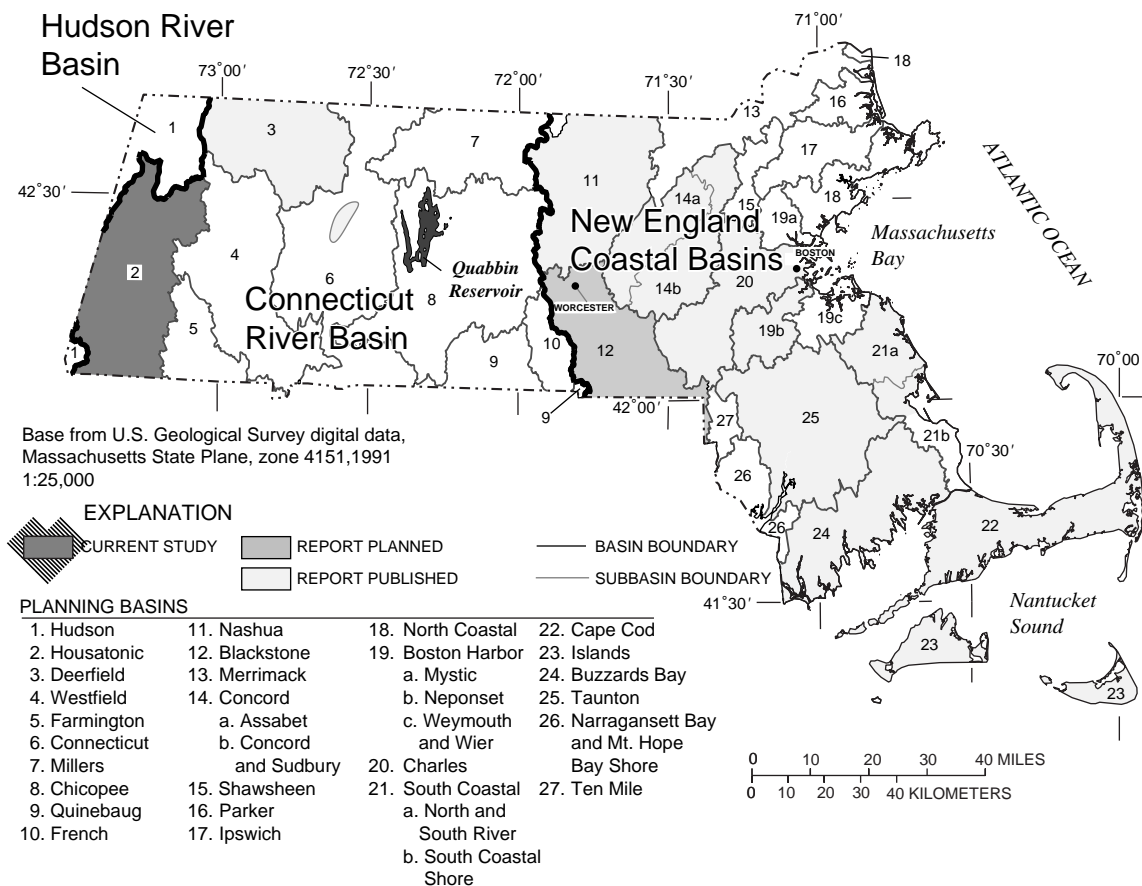 Hudson River
Basin
73˚00´
72˚30´
72˚00´
71˚30´
71˚00´
42˚30´
1
3
7
11
13
18
16
17
14a
15
19a
18
New England
Coastal Basins
BOSTON
Massachusetts
Bay
ATLANTIC OCEAN
2
4
6
Quabbin
Reservoir
8
Connecticut
River Basin
WORCESTER
14b
20
5
1
9
10
12
19b
19c
21a
9
42˚00´
27
25
21b
70˚00´
70˚30´
26
26
24
22
41˚30´
Nantucket
Sound
23
23
Base from U.S. Geological Survey digital data,
Massachusetts State Plane, zone 4151,1991
1:25,000
EXPLANATION
CURRENT STUDY
REPORT PLANNED
REPORT PUBLISHED
BASIN BOUNDARY
SUBBASIN BOUNDARY
PLANNING BASINS
1. Hudson
2. Housatonic
3. Deerfield
4. Westfield
5. Farmington
6. Connecticut
7. Millers
8. Chicopee
9. Quinebaug
10. French
11. Nashua
12. Blackstone
13. Merrimack
14. Concord
a. Assabet
b. Concord
and Sudbury
15. Shawsheen
16. Parker
17. Ipswich
18. North Coastal
19. Boston Harbor
a. Mystic
b. Neponset
c. Weymouth
and Wier
20. Charles
21. South Coastal
a. North and
South River
b. South Coastal
Shore
22. Cape Cod
23. Islands
24. Buzzards Bay
25. Taunton
26. Narragansett Bay
and Mt. Hope
Bay Shore
27. Ten Mile
0 10 20 30 40 MILES
0 10 20 30 40 KILOMETERS